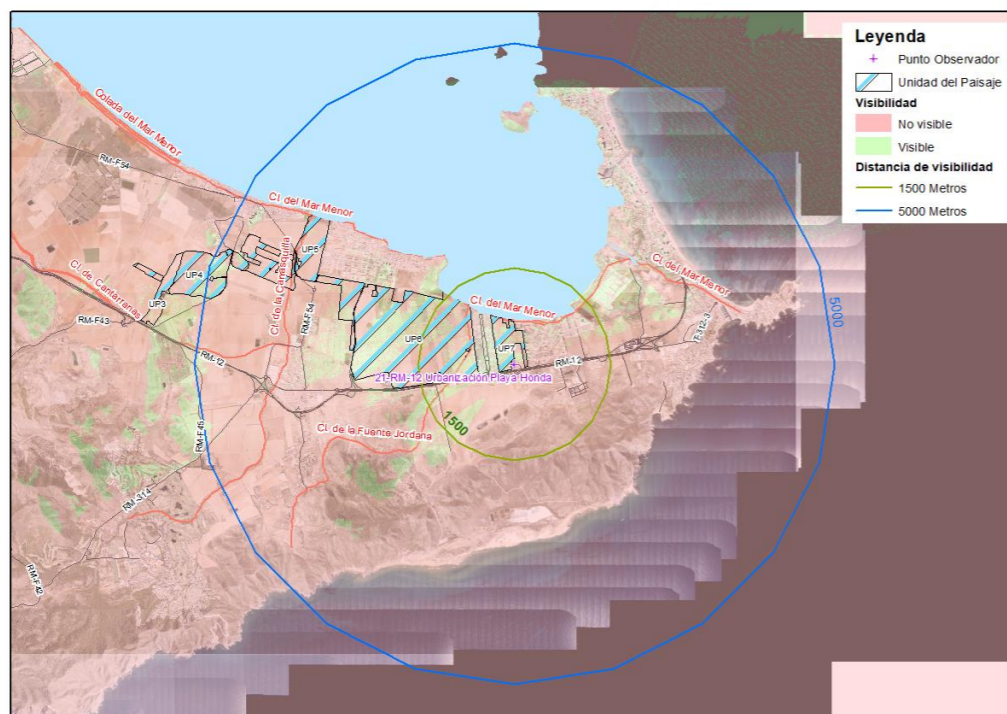 Leyenda
Punto Observador
Unidad del Paisaje
Visibilidad
No visible
Visible
Distancia de visibilidad
1500 Metros
5000 Metros
Colada del Mar Menor
RM-F54
Cl. del Mar Menor
Cl. de Cantarranas
UP5
UP4
UP3
Cl. de la Carrasquilla
RM-F54
RM-F43
RM-12
Cl. del Mar Menor
Cl. del Mar Menor
5000
T-312-3
UP6
UP7
RM-12
21-RM-12 Urbanización Playa Honda
1500
Cl. de la Fuente Jordana
RM-F45
RM-314
RM-F42